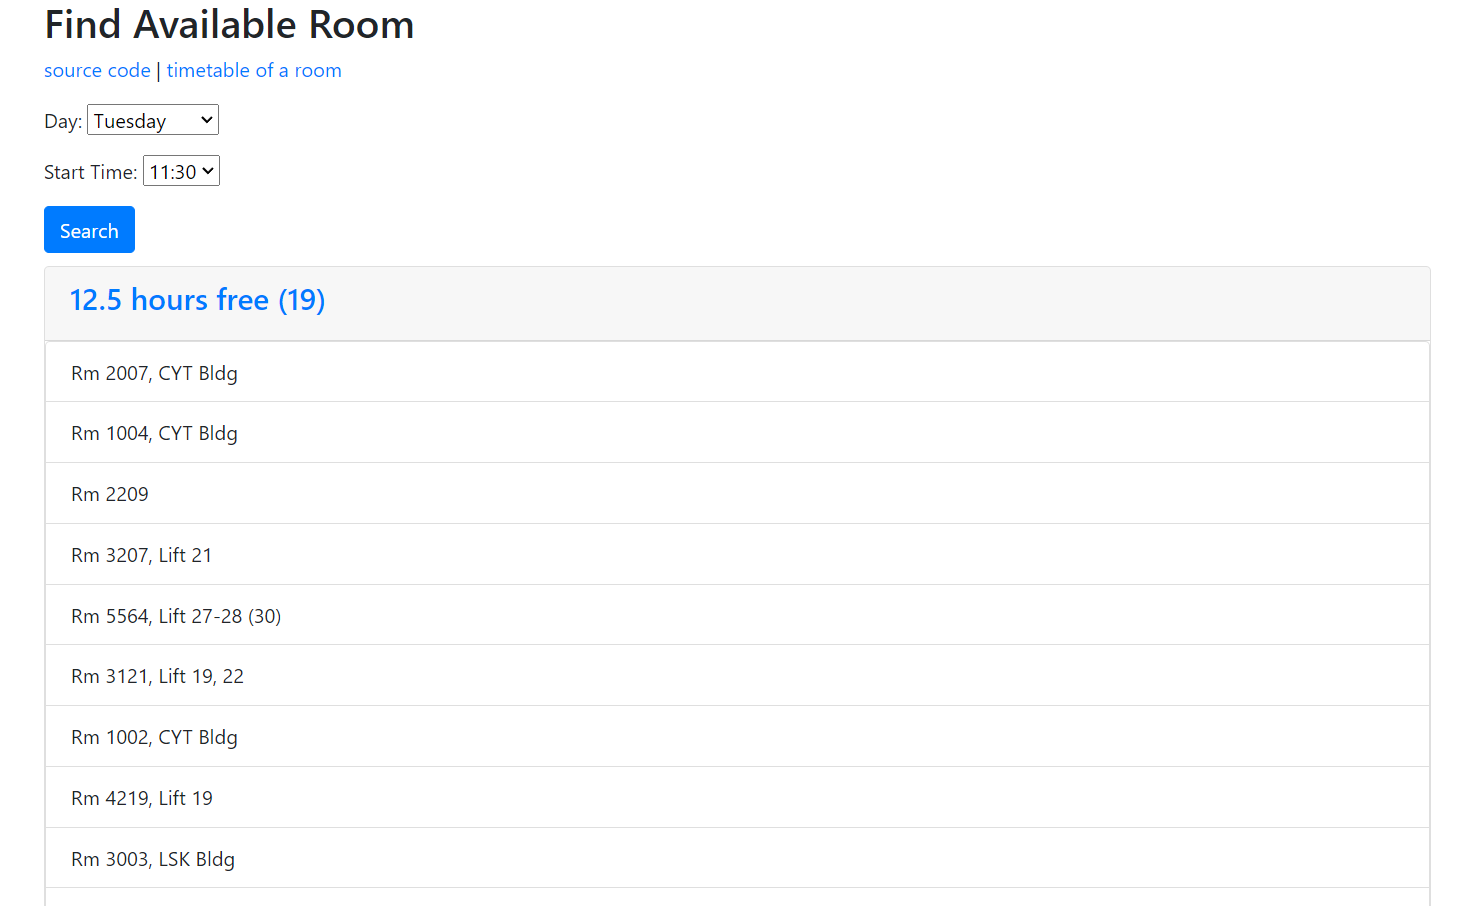 Find Available Room
source code | timetable of a room
Day: Tuesday
Start Time: 11:30
Search
12.5 hours free (19)
Rm 2007, CYT Bldg
Rm 1004, CYT Bldg
Rm 2209
Rm 3207, Lift 21
Rm 5564, Lift 27-28 (30)
Rm 3121, Lift 19, 22
Rm 1002, CYT Bldg
Rm 4219, Lift 19
Rm 3003, LSK Bldg